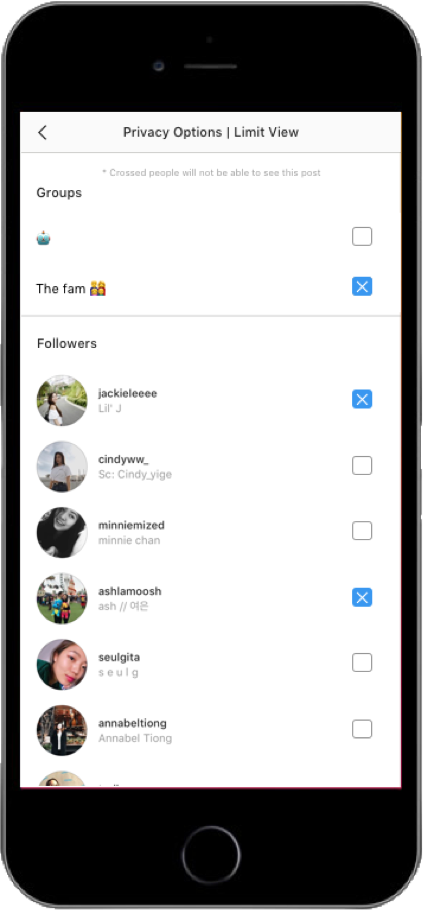 Privacy Options | Limit View
* Crossed people will not be able to see this post
Groups
The fam 👨‍👩‍👧‍👦
Followers
jackieleeee
Lil' J
cindyww_
Sc: Cindy_yige
minniemized
minnie chan
ashlamoosh
ash // 여은
seulgita
s e u l g
annabeltiong
Annabel Tiong